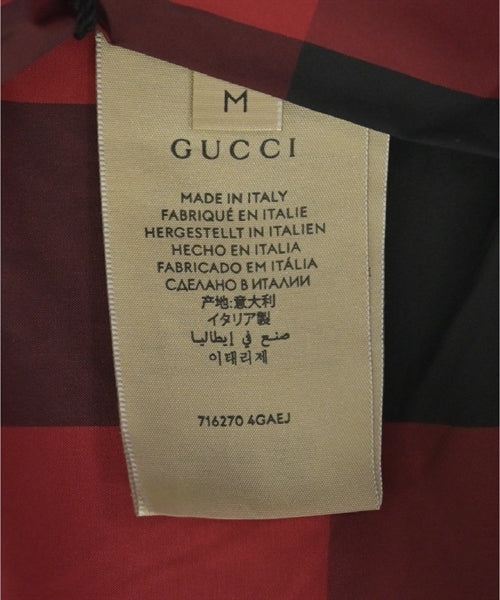 M
GUCCI
MADE IN ITALY
FABRIQUÉ EN ITALIE
HERGESTELLT IN ITALIEN
HECHO EN ITALIA
FABRICADO EM ITÁLIA
СДЕЛАНО В ИТАЛИИ
产地:意大利
イタリア製
صنع في إيطاليا
이태리제
716270 4GAEJ